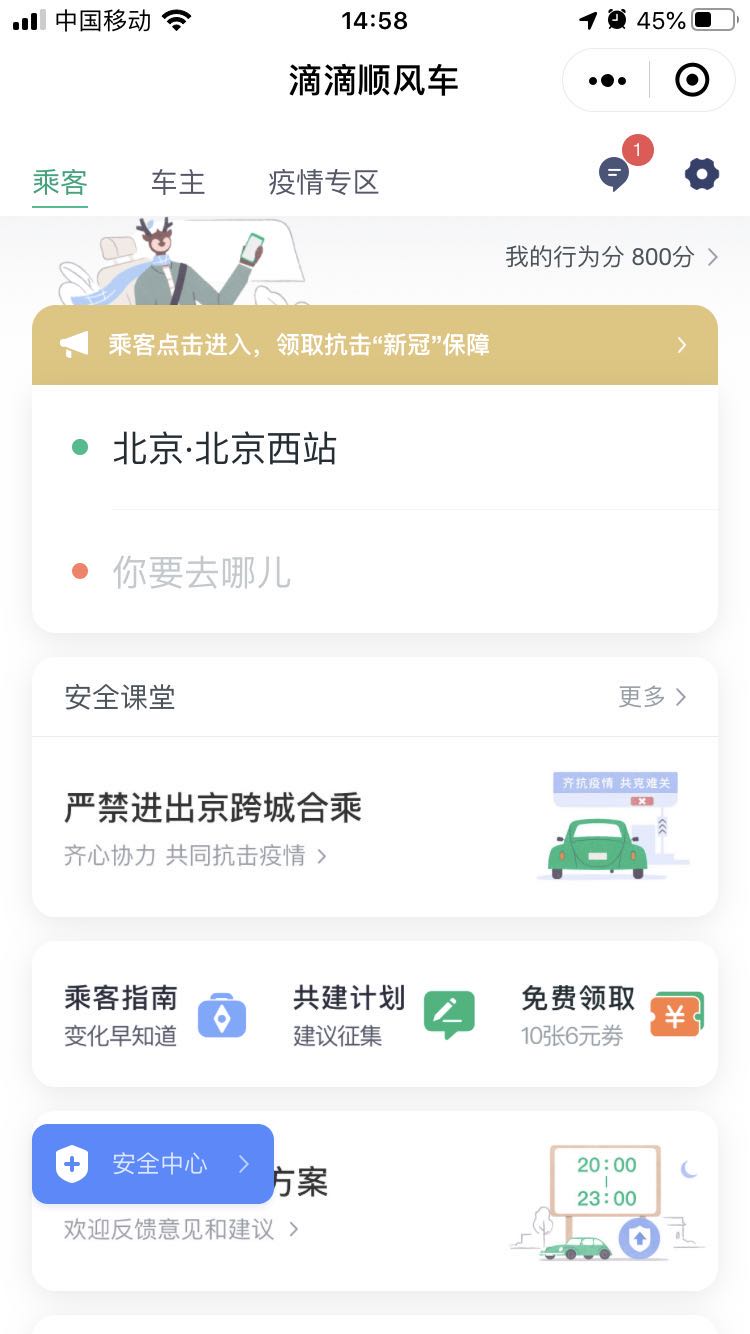 中国移动
14:58
45%
滴滴顺风车
乘客
车主
疫情专区
1
我的行为分 800分
乘客点击进入，领取抗击“新冠”保障
北京·北京西站
你要去哪儿
安全课堂
更多
严禁进出京跨城合乘
齐心协力 共同抗击疫情
齐抗疫情 共克难关
乘客指南
变化早知道
共建计划
建议征集
免费领取
10张6元券
¥
安全中心
方案
欢迎反馈意见和建议
20:00
23:00